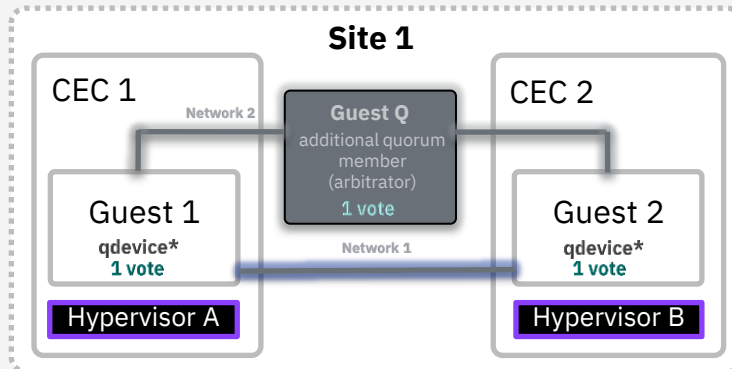 Site 1
CEC 1
CEC 2
Network 2
Guest Q
additional quorum
member
(arbitrator)
1 vote
Guest 1
qdevice*
1 vote
Network 1
Guest 2
qdevice*
1 vote
Hypervisor A
Hypervisor B